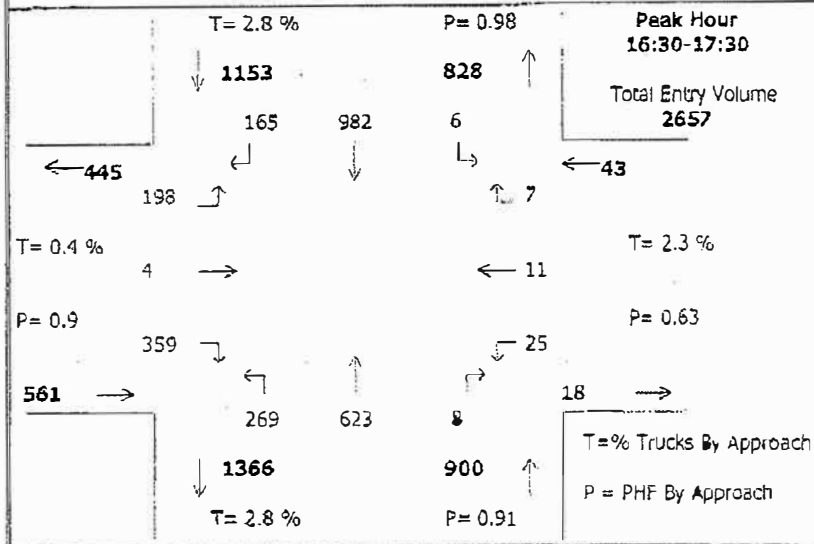 T= 2.8 % P= 0.98 Peak Hour
16:30-17:30
1153 828
Total Entry Volume
165 982 6 2657
445 43
198 7
T= 0.4 % T= 2.3 %
4 11
P= 0.9 P= 0.63
359 25
561 18
269 623 8
T=% Trucks By Approach
1366 900
P = PHF By Approach
T= 2.8 % P= 0.91